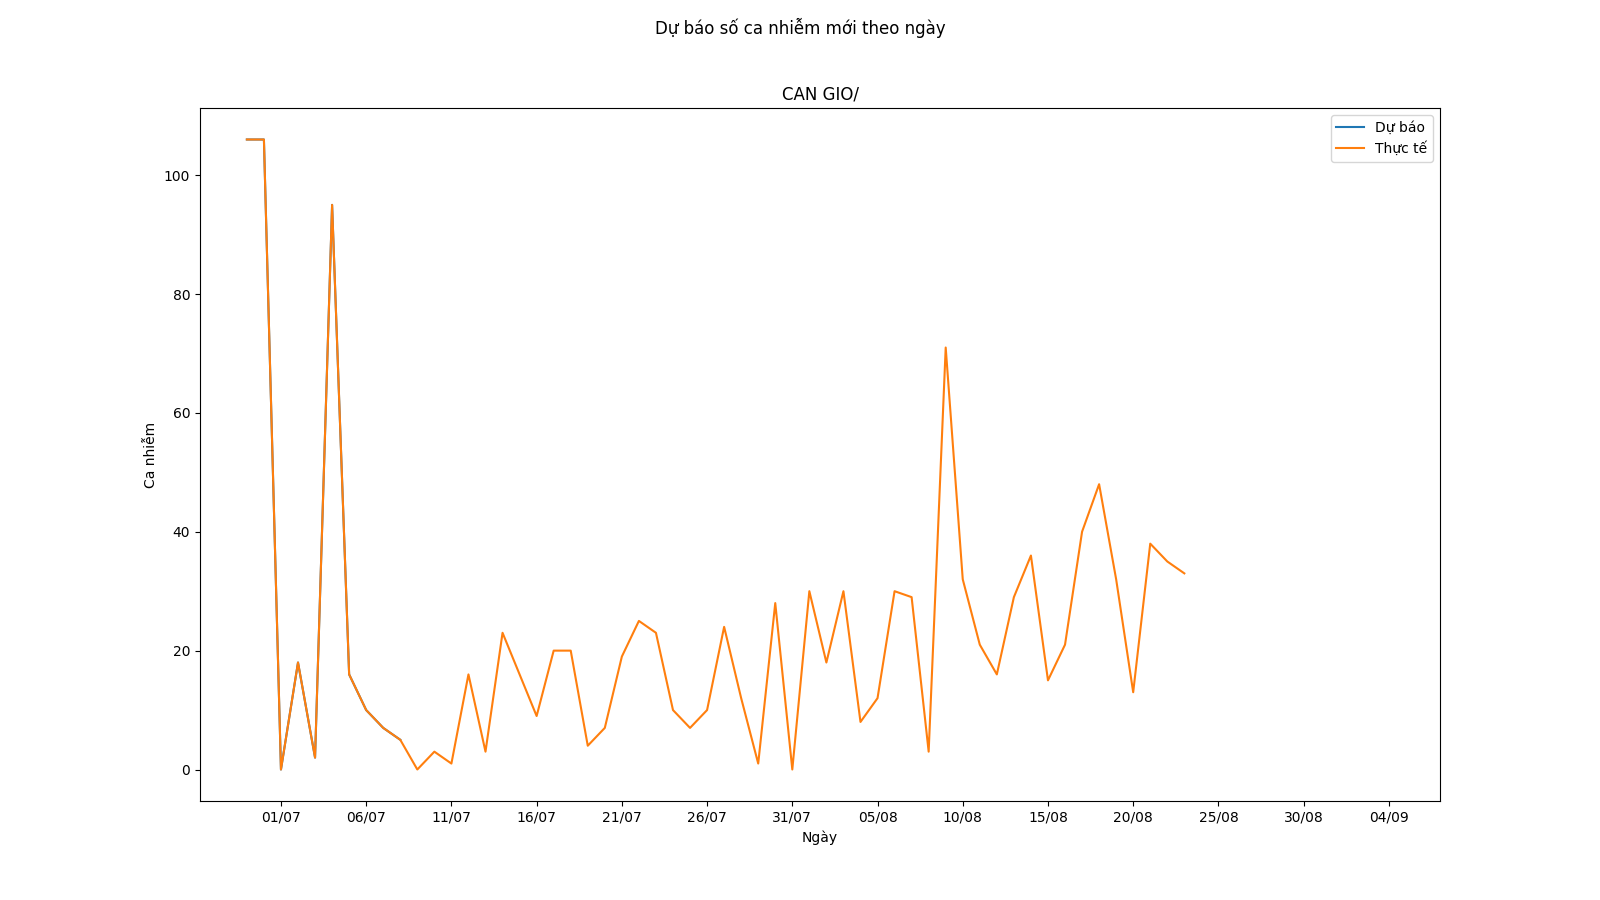 Dự báo số ca nhiễm mới theo ngày
CAN GIO/
Dự báo
Thực tế
100
80
60
40
20
0
Ca nhiễm
01/07 06/07 11/07 16/07 21/07 26/07 31/07 05/08 10/08 15/08 20/08 25/08 30/08 04/09
Ngày